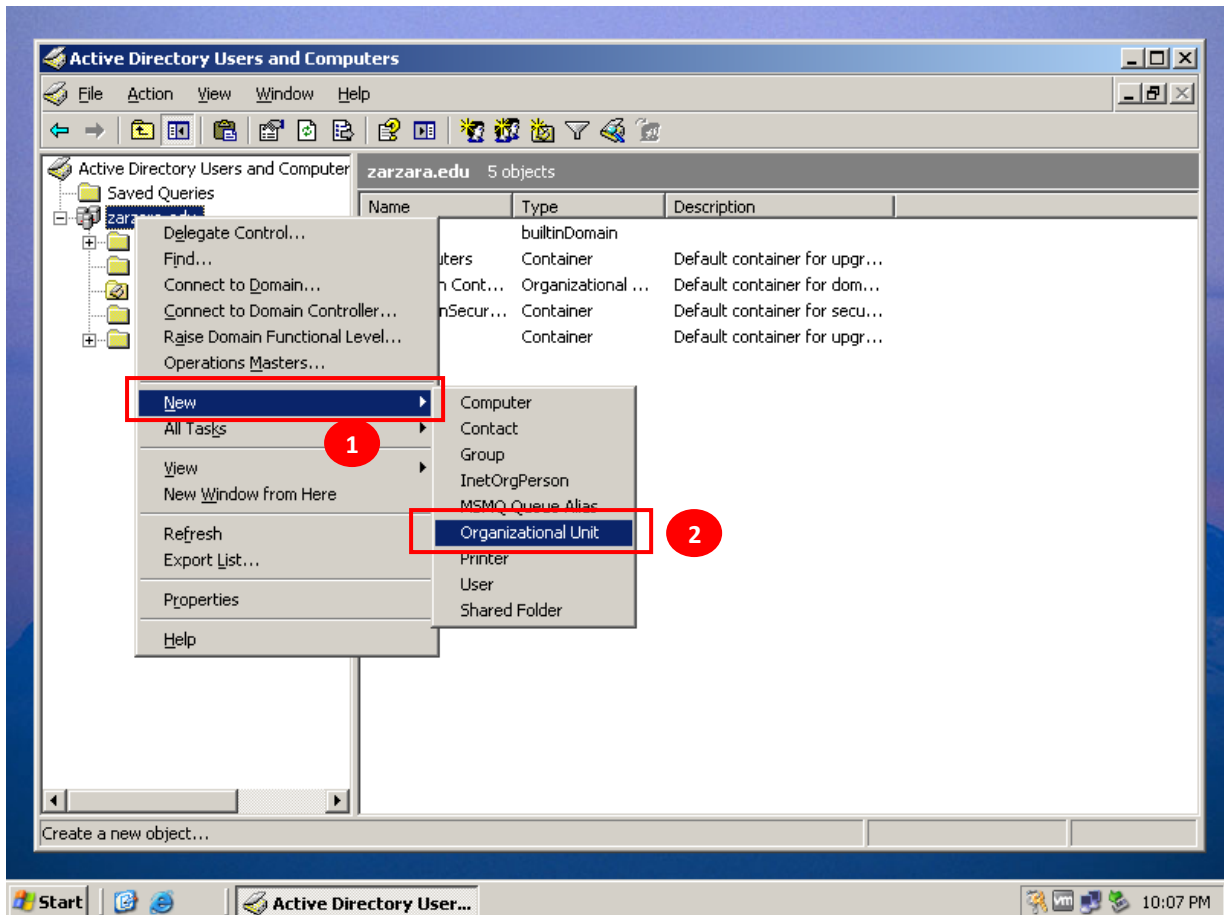 Active Directory Users and Computers
File Action View Window Help
Active Directory Users and Computer
Saved Queries
zarzara.edu 5 objects
Name Type Description
builtinDomain
Container Default container for upgr...
Cont... Organizational ... Default container for dom...
nSecur... Container Default container for secu...
Container Default container for upgr...
Delegate Control...
Find...
Connect to Domain...
Connect to Domain Controller...
Raise Domain Functional Level...
Operations Masters...
New
1
All Tasks
View
New Window from Here
Refresh
Export List...
Properties
Help
Computer
Contact
Group
InetOrgPerson
MSMQ Queue Alias
Organizational Unit
2
Printer
User
Shared Folder
Create a new object...
Start
Active Directory User...
vm
10:07 PM